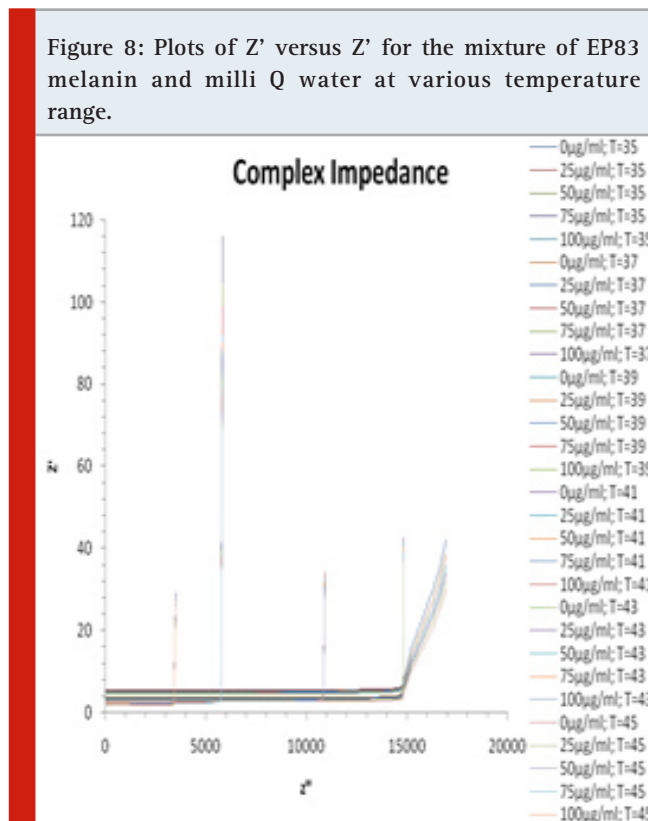 Figure 8: Plots of Z’ versus Z’ for the mixture of EP83
melanin and milli Q water at various temperature
range.
Complex Impedance
120
100
80
60
40
20
0
Z'
0
5000
10000
15000
20000
Z"
0µg/ml; T=35
25µg/ml; T=35
50µg/ml; T=35
75µg/ml; T=35
100µg/ml; T=35
0µg/ml; T=37
25µg/ml; T=37
50µg/ml; T=37
75µg/ml; T=37
100µg/ml; T=37
0µg/ml; T=39
25µg/ml; T=39
50µg/ml; T=39
75µg/ml; T=39
100µg/ml; T=39
0µg/ml; T=41
25µg/ml; T=41
50µg/ml; T=41
75µg/ml; T=41
100µg/ml; T=41
0µg/ml; T=43
25µg/ml; T=43
50µg/ml; T=43
75µg/ml; T=43
100µg/ml; T=43
0µg/ml; T=45
25µg/ml; T=45
50µg/ml; T=45
75µg/ml; T=45
100µg/ml; T=45